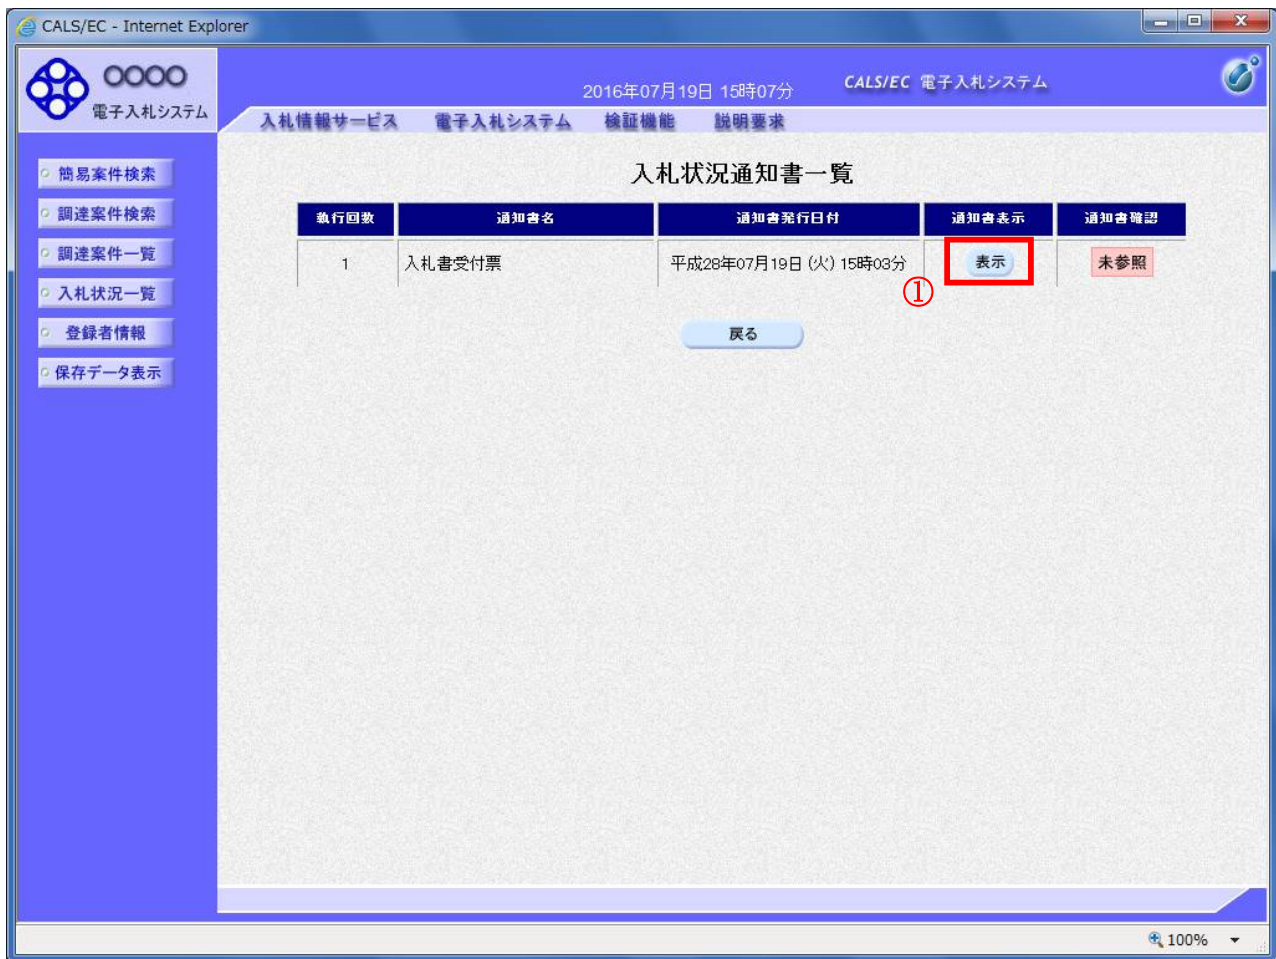 CALS/EC - Internet Explorer
〇〇〇〇
電子入札システム
2016年07月19日 15時07分
CALS/EC 電子入札システム
入札情報サービス 電子入札システム 検証機能 説明要求
簡易案件検索
調達案件検索
調達案件一覧
入札状況一覧
登録者情報
保存データ表示
入札状況通知書一覧
執行回数 通知書名 通知書発行日付 通知書表示 通知書確認
1 入札書受付票 平成28年07月19日 (火) 15時03分 表示 未参照
①
戻る
100%